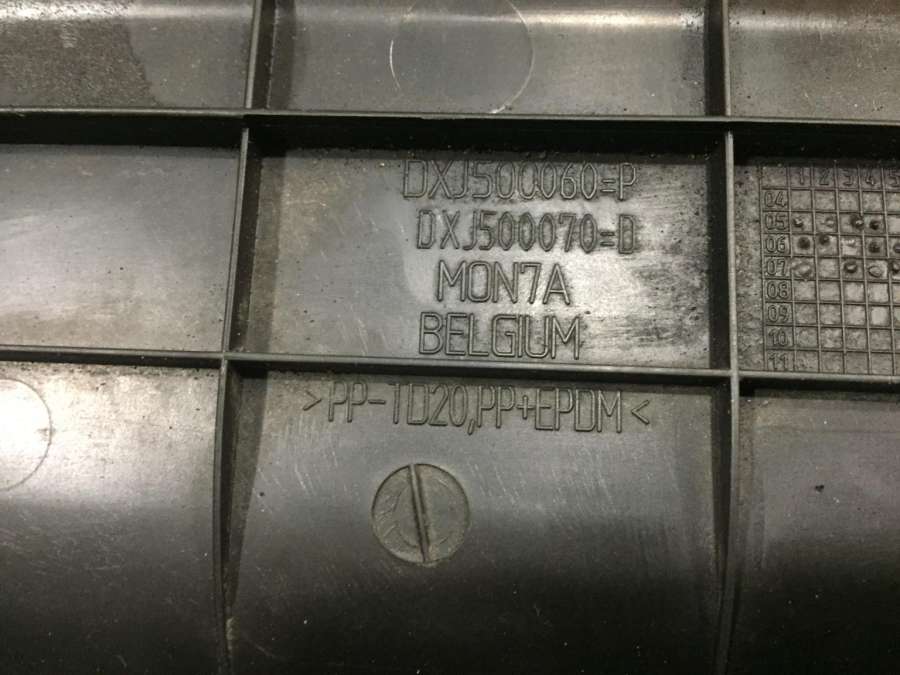 DXJ500060=P
DXJ500070=D
MON7A
BELGIUM
>PP-TD20,PP+EPDM<
1 2 3 4 5
04
05
06
07
08
09
10
11